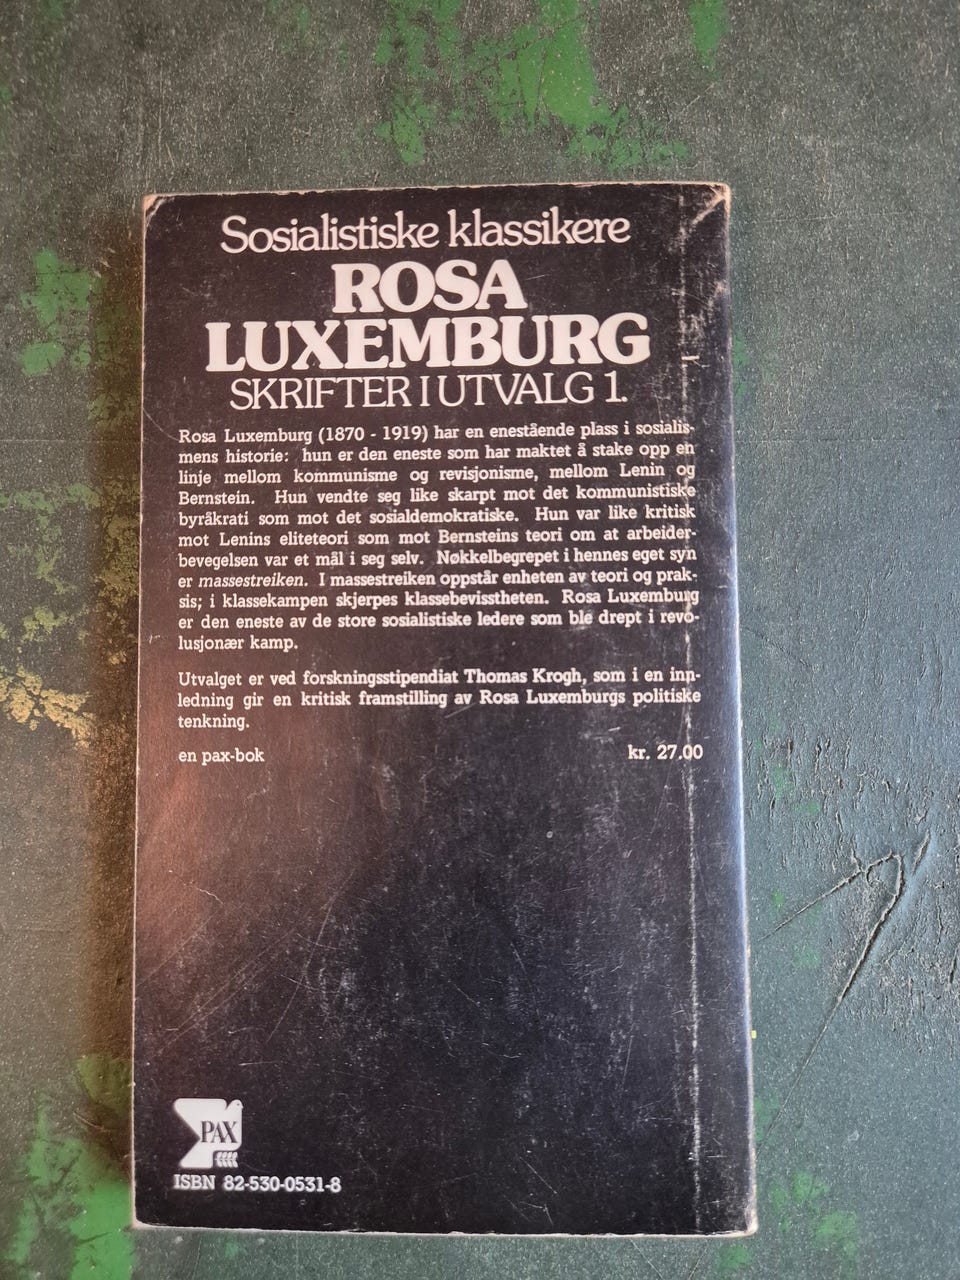 Sosialistiske klassikere
ROSA
LUXEMBURG
SKRIFTER I UTVALG 1.
Rosa Luxemburg (1870 - 1919) har en enestående plass i sosialis-
mens historie: hun er den eneste som har maktet å stake opp en
linje mellom kommunisme og revisjonisme, mellom Lenin og
Bernstein. Hun vendte seg like skarpt mot det kommunistiske
byråkrati som mot det sosialdemokratiske. Hun var like kritisk
mot Lenins eliteteori som mot Bernsteins teori om at arbeider-
bevegelsen var et mål i seg selv. Nøkkelbegrepet i hennes eget syn
er massestreiken. I massestreiken oppstår enheten av teori og prak-
sis; i klassekampen skjerpes klassebevisstheten. Rosa Luxemburg
er den eneste av de store sosialistiske ledere som ble drept i revo-
lusjonær kamp.
Utvalget er ved forskningsstipendiat Thomas Krogh, som i en inn-
ledning gir en kritisk framstilling av Rosa Luxemburgs politiske
tenkning.
en pax-bok kr. 27.00
PAX
ISBN 82-530-0531-8